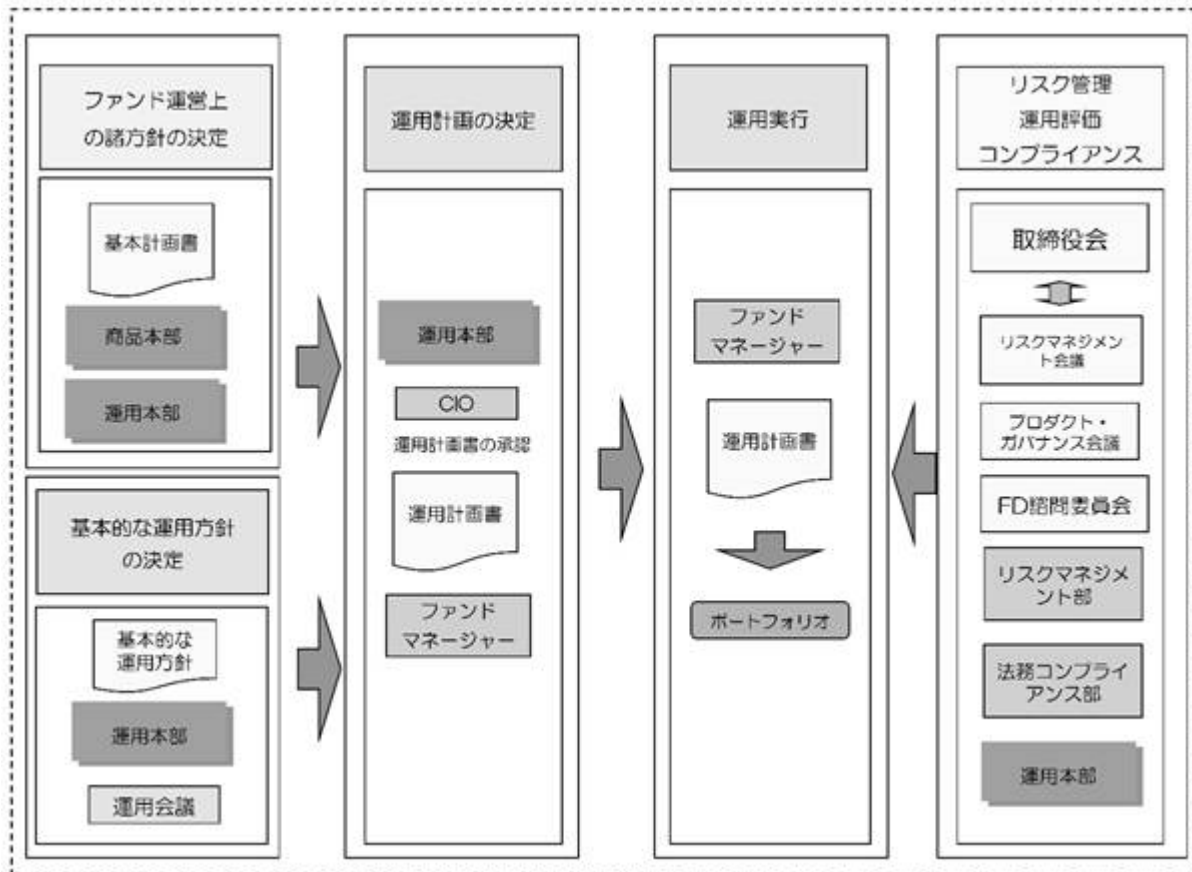 ファンド運営上
の諸方針の決定
基本計画書
商品本部
運用本部
基本的な運用方針
の決定
基本的な
運用方針
運用本部
運用会議
運用計画の決定
運用本部
CIO
運用計画書の承認
運用計画書
ファンド
マネージャー
運用実行
ファンド
マネージャー
運用計画書
ポートフォリオ
リスク管理
運用評価
コンプライアンス
取締役会
リスクマネジメン
ト会議
プロダクト・
ガバナンス会議
FD諮問委員会
リスクマネジメ
ント部
法務コンプライ
アンス部
運用本部